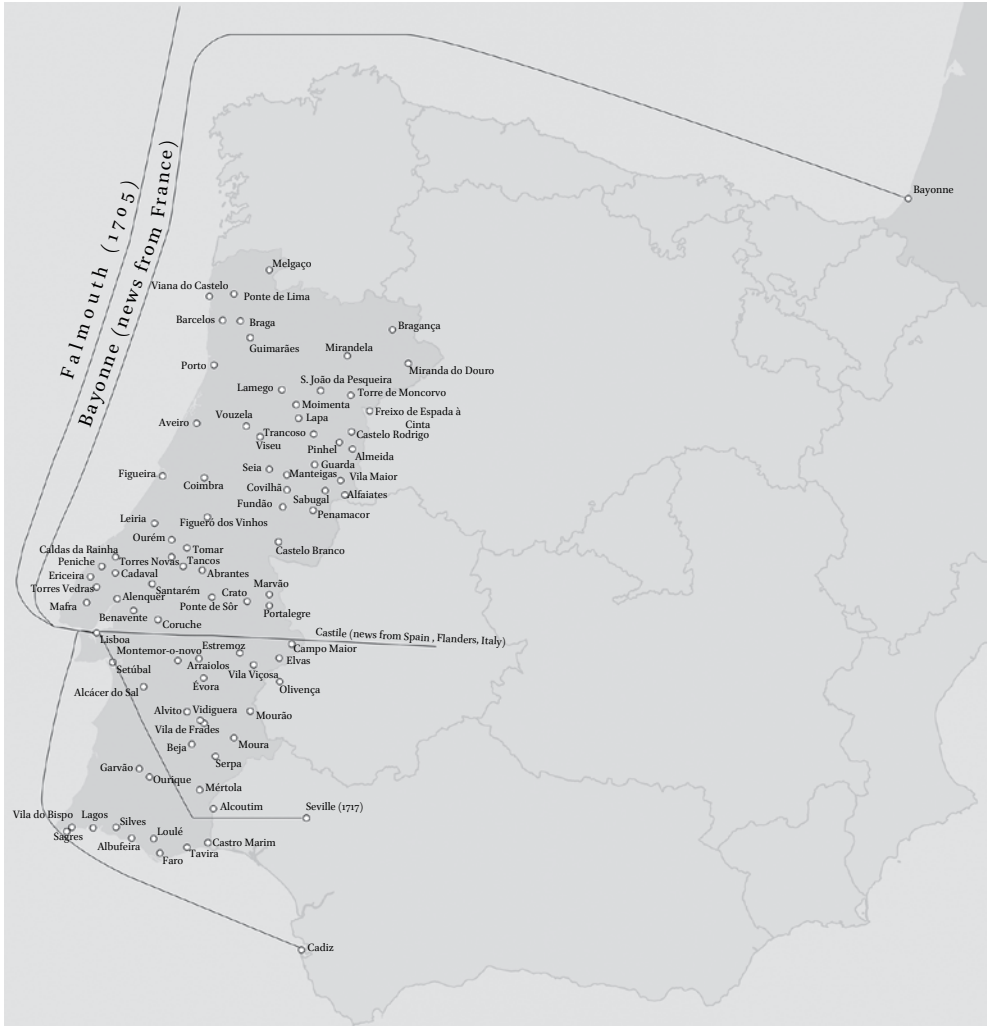 Bayonne
Falmouth (1705)
Bayonne (news from France)
Melgaço
Viana do Castelo
Ponte de Lima
Barcelos
Braga
Bragança
Guimarães
Mirandela
Porto
Miranda do Douro
S. João da Pesqueira
Lamego
Torre de Moncorvo
Moimenta
Freixo de Espada à
Cinta
Vouzela
Lapa
Aveiro
Trancoso
Castelo Rodrigo
Viseu
Pinhel
Almeida
Guarda
Seia
Figueira
Manteigas
Vila Maior
Coimbra
Covilhã
Alfaiates
Sabugal
Fundão
Penamacor
Leiria
Figueró dos Vinhos
Ourém
Caldas da Rainha
Tomar
Castelo Branco
Peniche
Torres Novas
Tancos
Ericeira
Cadaval
Abrantes
Marvão
Torres Vedras
Santarém
Crato
Alenquer
Mafra
Ponte de Sôr
Portalegre
Benavente
Coruche
Castile (news from Spain , Flanders, Italy)
Lisboa
Montemor-o-novo
Estremoz
Campo Maior
Elvas
Setúbal
Arraiolos
Vila Viçosa
Évora
Olivença
Alcácer do Sal
Alvito
Vidiguera
Mourão
Vila de Frades
Beja
Moura
Serpa
Garvão
Ourique
Mértola
Alcoutim
Seville (1717)
Vila do Bispo
Lagos
Silves
Sagres
Loulé
Albufeira
Castro Marim
Tavira
Faro
Cadiz